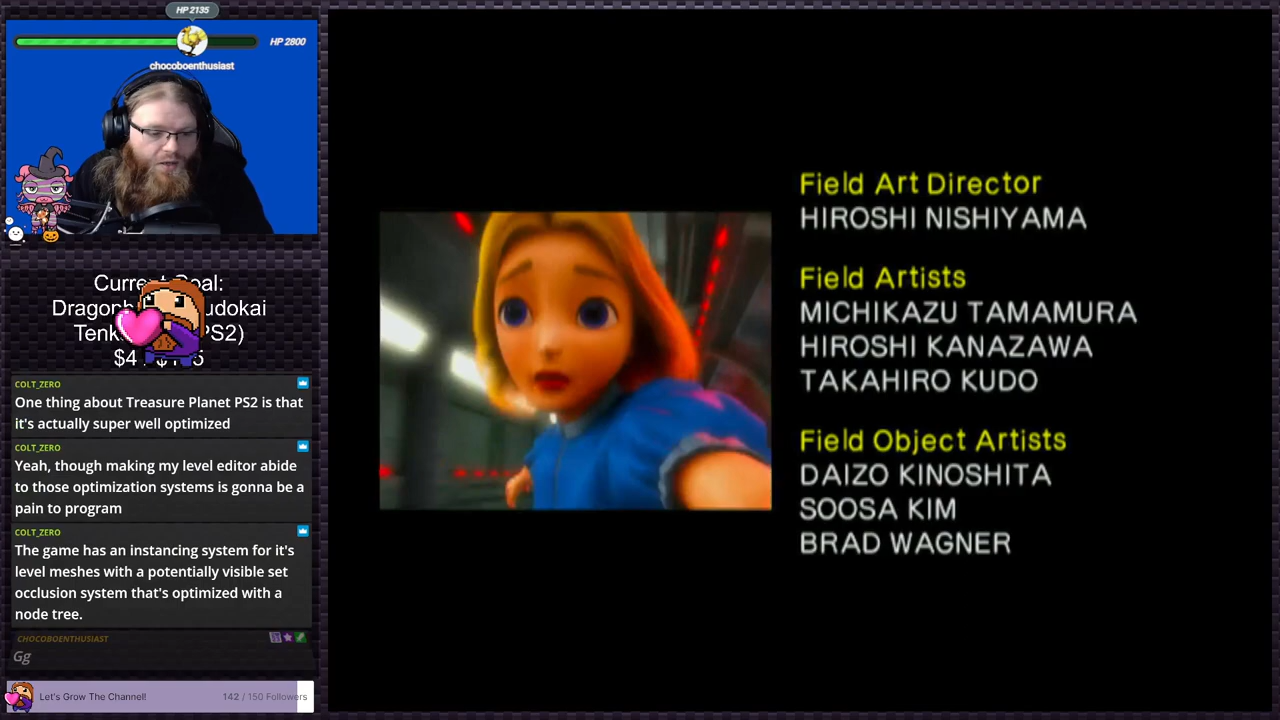 HP 2135
HP 2800
chocoboenthusiast
Current Goal:
$4
COLT_ZERO
One thing about Treasure Planet PS2 is that
it's actually super well optimized
COLT_ZERO
Yeah, though making my level editor abide
to those optimization systems is gonna be a
pain to program
COLT_ZERO
The game has an instancing system for it's
level meshes with a potentially visible set
occlusion system that's optimized with a
node tree.
CHOCOBOENTHUSIAST
Gg
Let's Grow The Channel!
142 / 150 Followers
Field Art Director
HIROSHI NISHIYAMA
Field Artists
MICHIKAZU TAMAMURA
HIROSHI KANAZAWA
TAKAHIRO KUDO
Field Object Artists
DAIZO KINOSHITA
SOOSA KIM
BRAD WAGNER